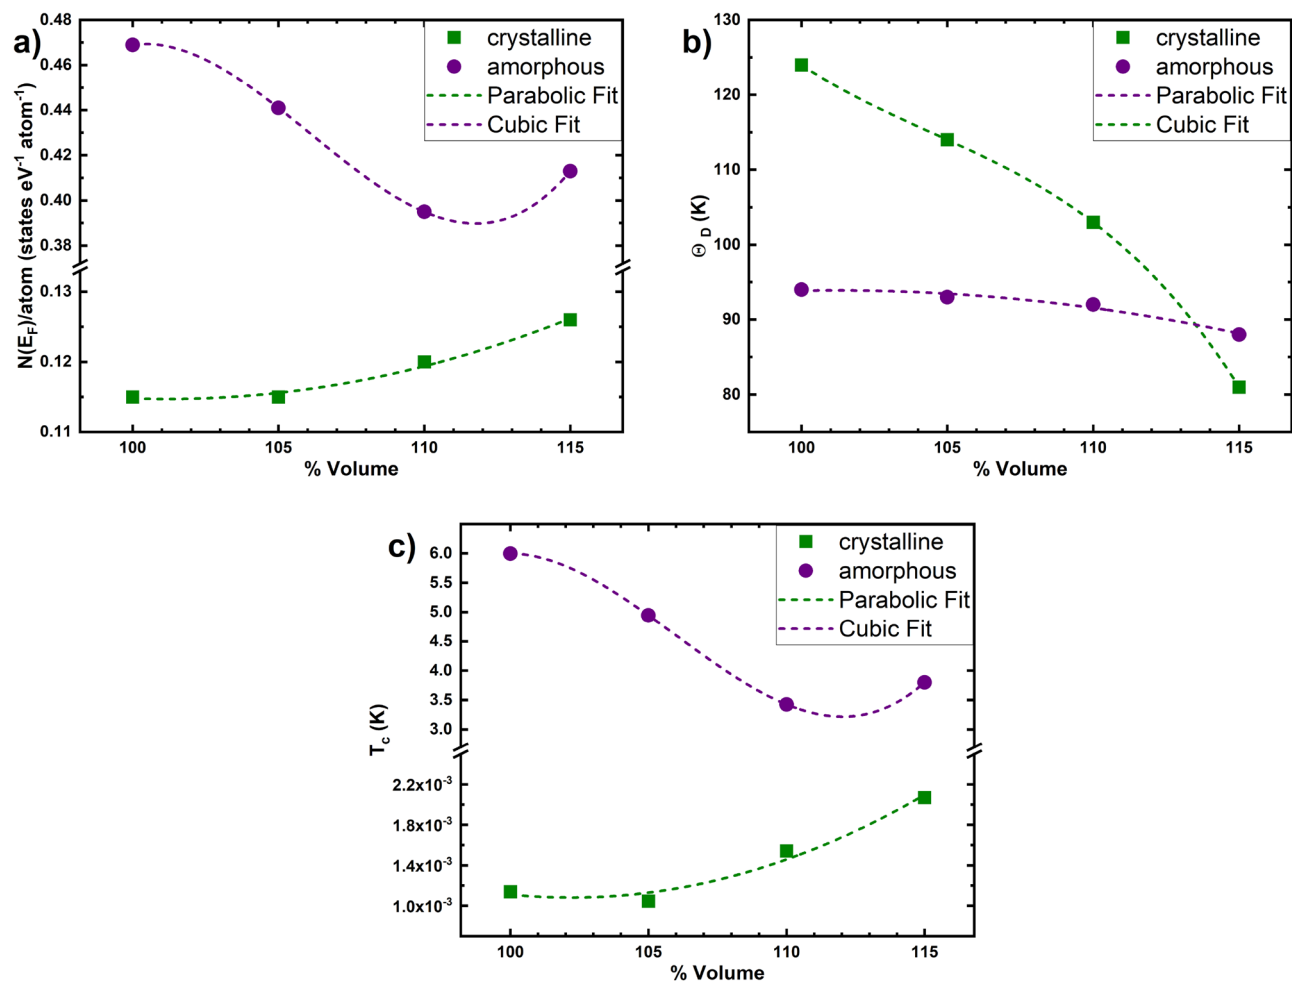 a)
N(E_F)/atom (states eV⁻¹ atom⁻¹)
0.48
0.46
0.44
0.42
0.40
0.38
0.13
0.12
0.11
crystalline
amorphous
Parabolic Fit
Cubic Fit
100 105 110 115
% Volume
b)
Θ_D (K)
130
120
110
100
90
80
crystalline
amorphous
Parabolic Fit
Cubic Fit
100 105 110 115
% Volume
c)
T_c (K)
6.0
5.5
5.0
4.5
4.0
3.5
3.0
2.2x10⁻³
1.8x10⁻³
1.4x10⁻³
1.0x10⁻³
crystalline
amorphous
Parabolic Fit
Cubic Fit
100 105 110 115
% Volume